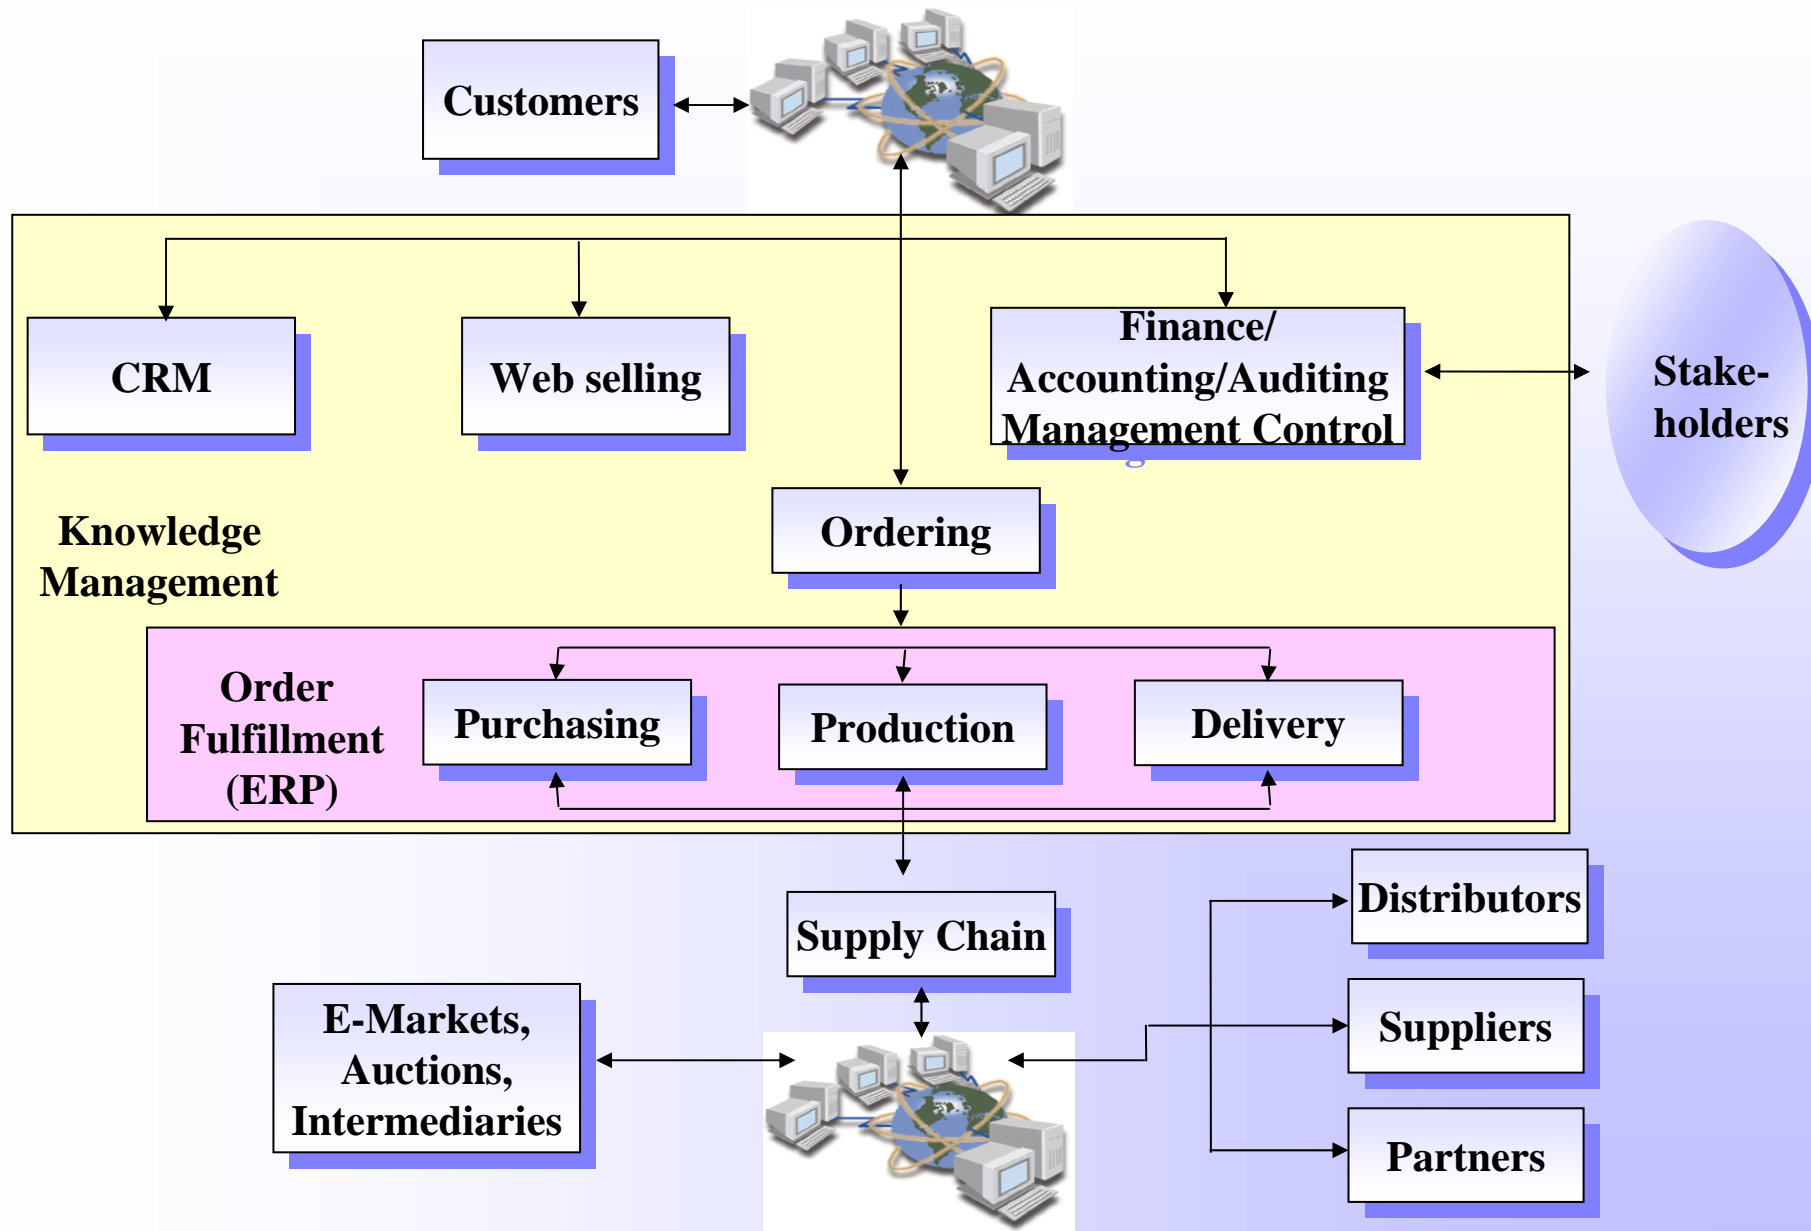 Customers
CRM
Web selling
Finance/
Accounting/Auditing
Management Control
Stake-
holders
Ordering
Knowledge
Management
Order
Fulfillment
(ERP)
Purchasing
Production
Delivery
Supply Chain
Distributors
E-Markets,
Auctions,
Intermediaries
Suppliers
Partners